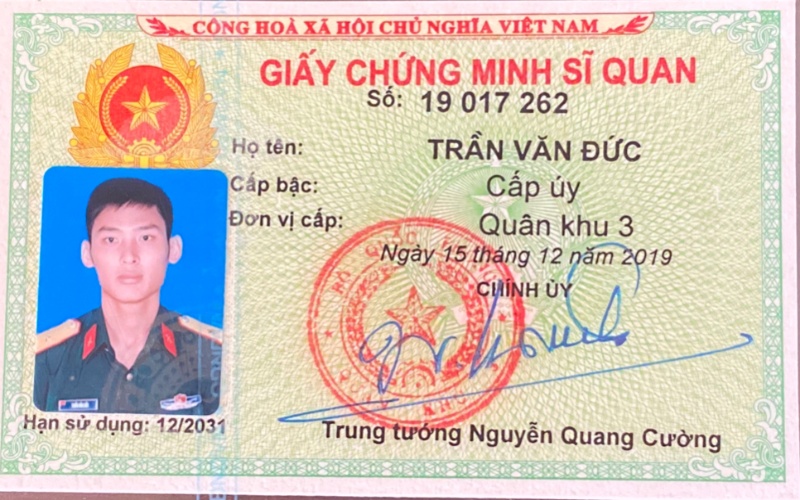 CÔNG HOÀ XÃ HỘI CHỦ NGHĨA VIỆT NAM
GIẤY CHỨNG MINH SĨ QUAN
Số: 19 017 262
Họ tên: TRẦN VĂN ĐỨC
Cấp bậc: Cấp úy
Đơn vị cấp: Quân khu 3
Ngày 15 tháng 12 năm 2019
CHÍNH ỦY
Hạn sử dụng: 12/2031
Trung tướng Nguyễn Quang Cường